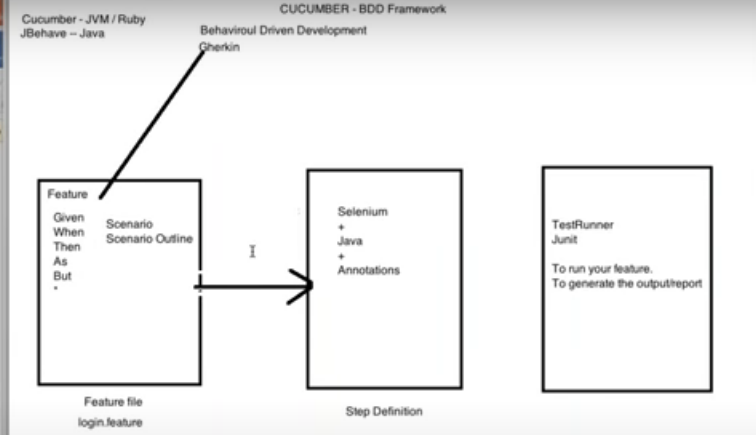 CUCUMBER - BDD Framework
Cucumber - JVM / Ruby
JBehave -- Java
Behaviroul Driven Development
Gherkin
Feature
Given
When
Then
As
But
*
Scenario
Scenario Outline
Feature file
login.feature
Selenium
+
Java
+
Annotations
Step Definition
TestRunner
Junit
To run your feature.
To generate the output/report